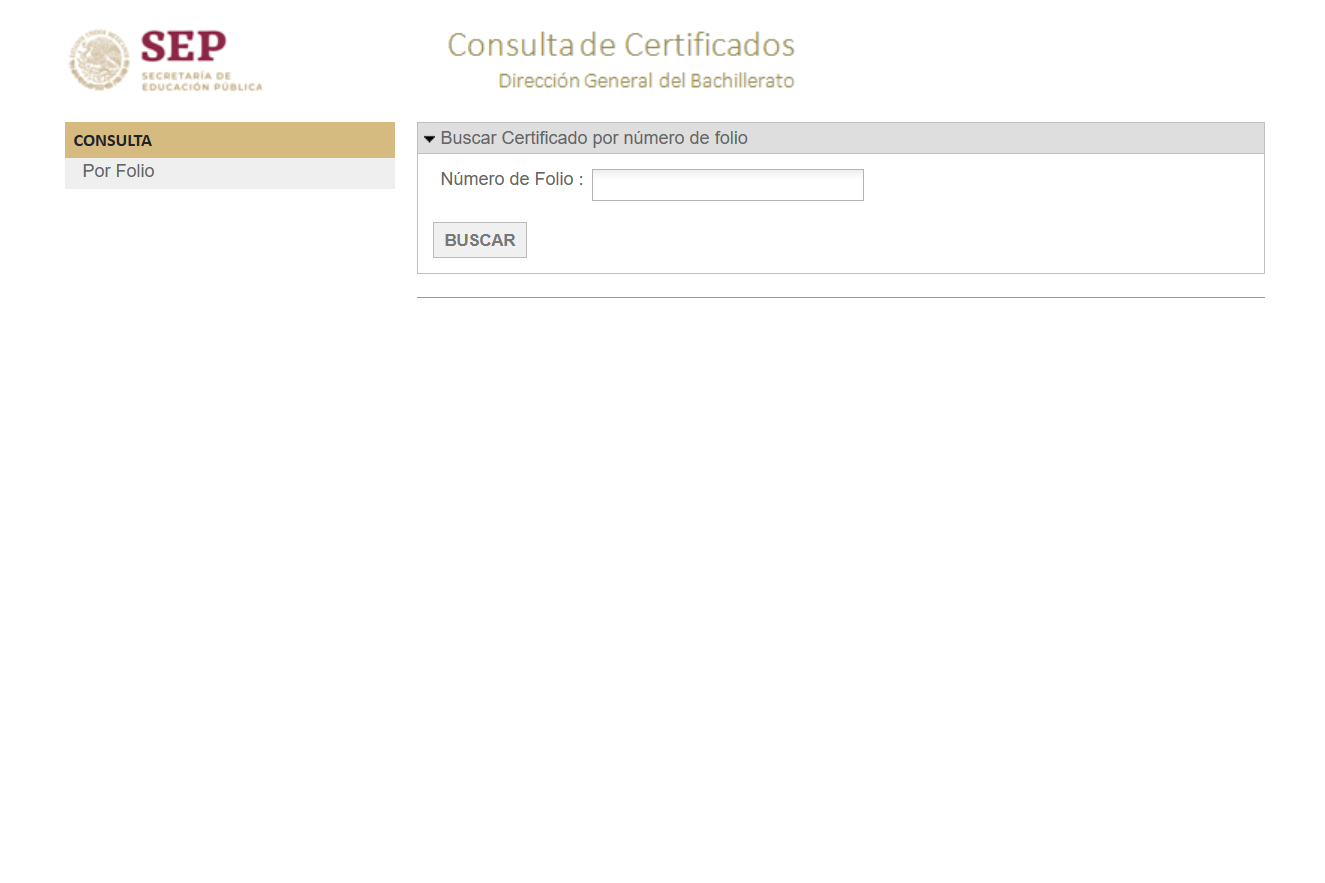 SEP
SECRETARÍA DE
EDUCACIÓN PÚBLICA
Consulta de Certificados
Dirección General del Bachillerato
CONSULTA
Por Folio
Buscar Certificado por número de folio
Número de Folio :
BUSCAR